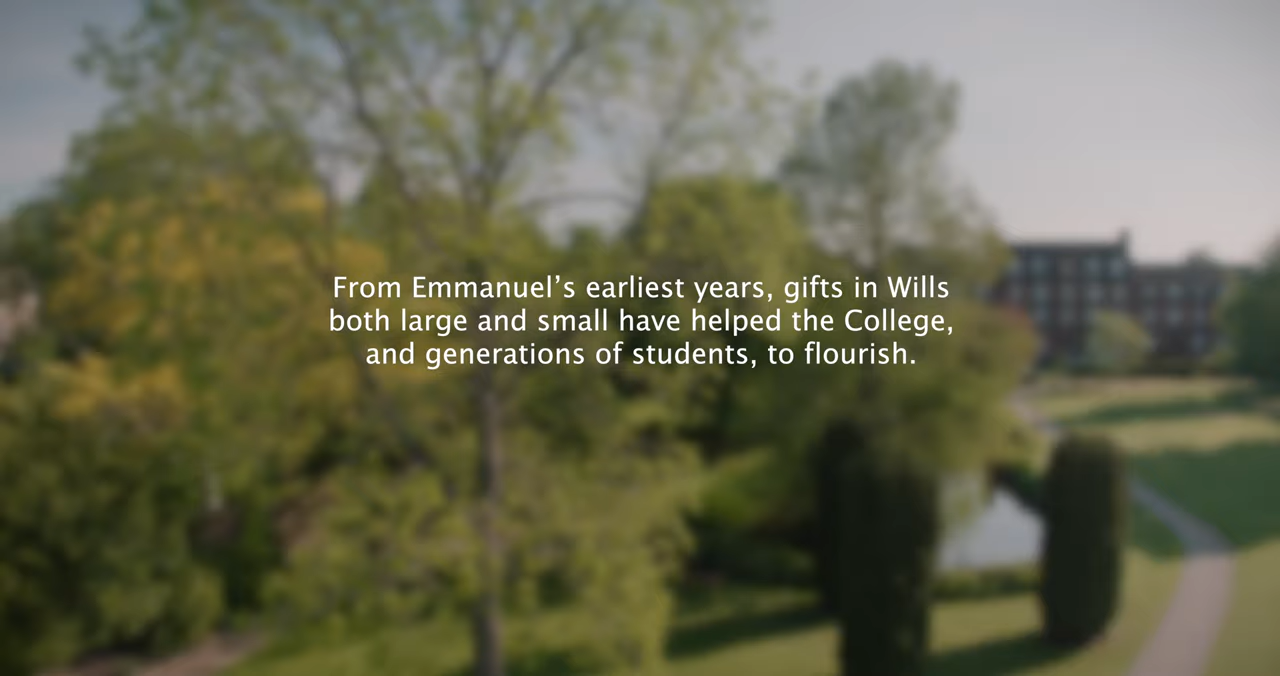 From Emmanuel’s earliest years, gifts in Wills
both large and small have helped the College,
and generations of students, to flourish.